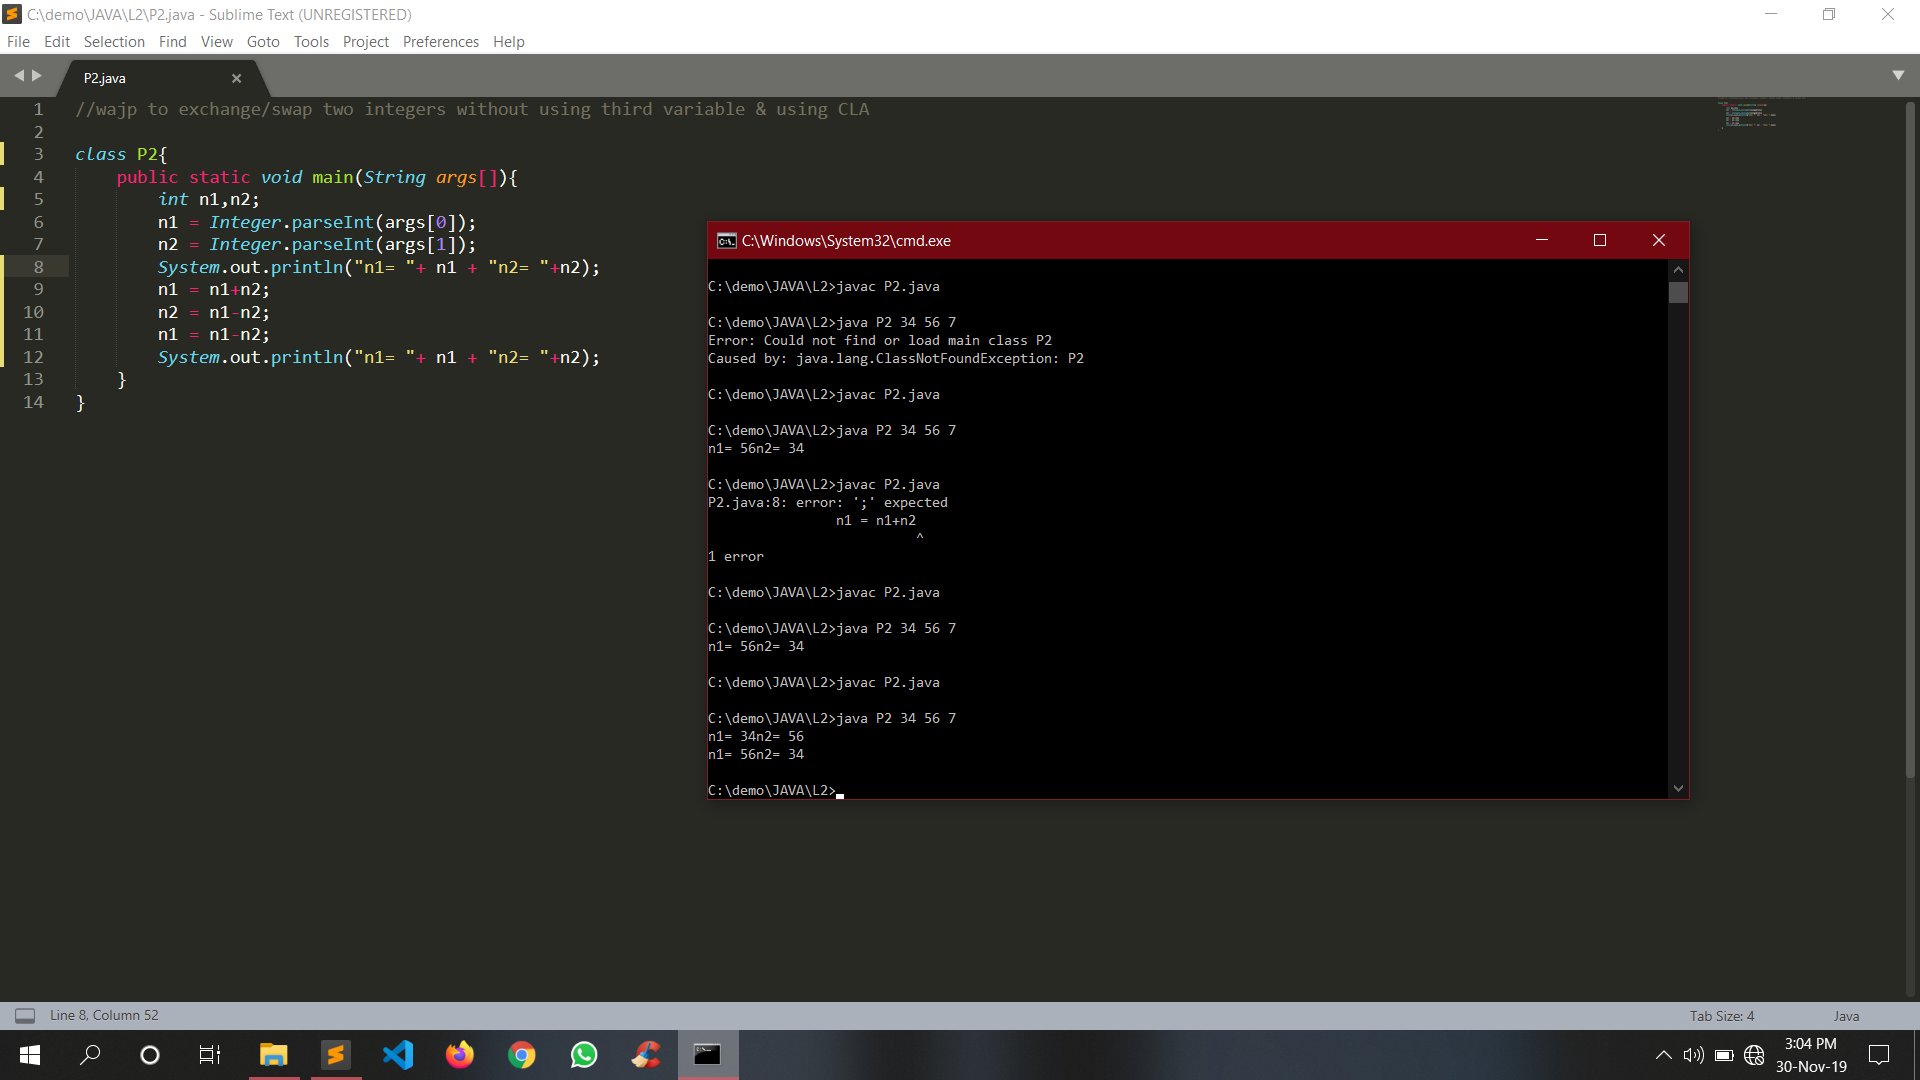 C:\demo\JAVA\L2\P2.java - Sublime Text (UNREGISTERED)
File Edit Selection Find View Goto Tools Project Preferences Help
P2.java
1 //wajp to exchange/swap two integers without using third variable & using CLA
2
3 class P2{
4 public static void main(String args[]){
5 int n1,n2;
6 n1 = Integer.parseInt(args[0]);
7 n2 = Integer.parseInt(args[1]);
8 System.out.println("n1= "+ n1 + "n2= "+n2);
9 n1 = n1+n2;
10 n2 = n1-n2;
11 n1 = n1-n2;
12 System.out.println("n1= "+ n1 + "n2= "+n2);
13 }
14 }
C:\Windows\System32\cmd.exe
C:\demo\JAVA\L2>javac P2.java
C:\demo\JAVA\L2>java P2 34 56 7
Error: Could not find or load main class P2
Caused by: java.lang.ClassNotFoundException: P2
C:\demo\JAVA\L2>javac P2.java
C:\demo\JAVA\L2>java P2 34 56 7
n1= 56n2= 34
C:\demo\JAVA\L2>javac P2.java
P2.java:8: error: ';' expected
n1 = n1+n2
^
1 error
C:\demo\JAVA\L2>javac P2.java
C:\demo\JAVA\L2>java P2 34 56 7
n1= 56n2= 34
C:\demo\JAVA\L2>javac P2.java
C:\demo\JAVA\L2>java P2 34 56 7
n1= 34n2= 56
n1= 56n2= 34
C:\demo\JAVA\L2>
Line 8, Column 52
Tab Size: 4
Java
3:04 PM
30-Nov-19